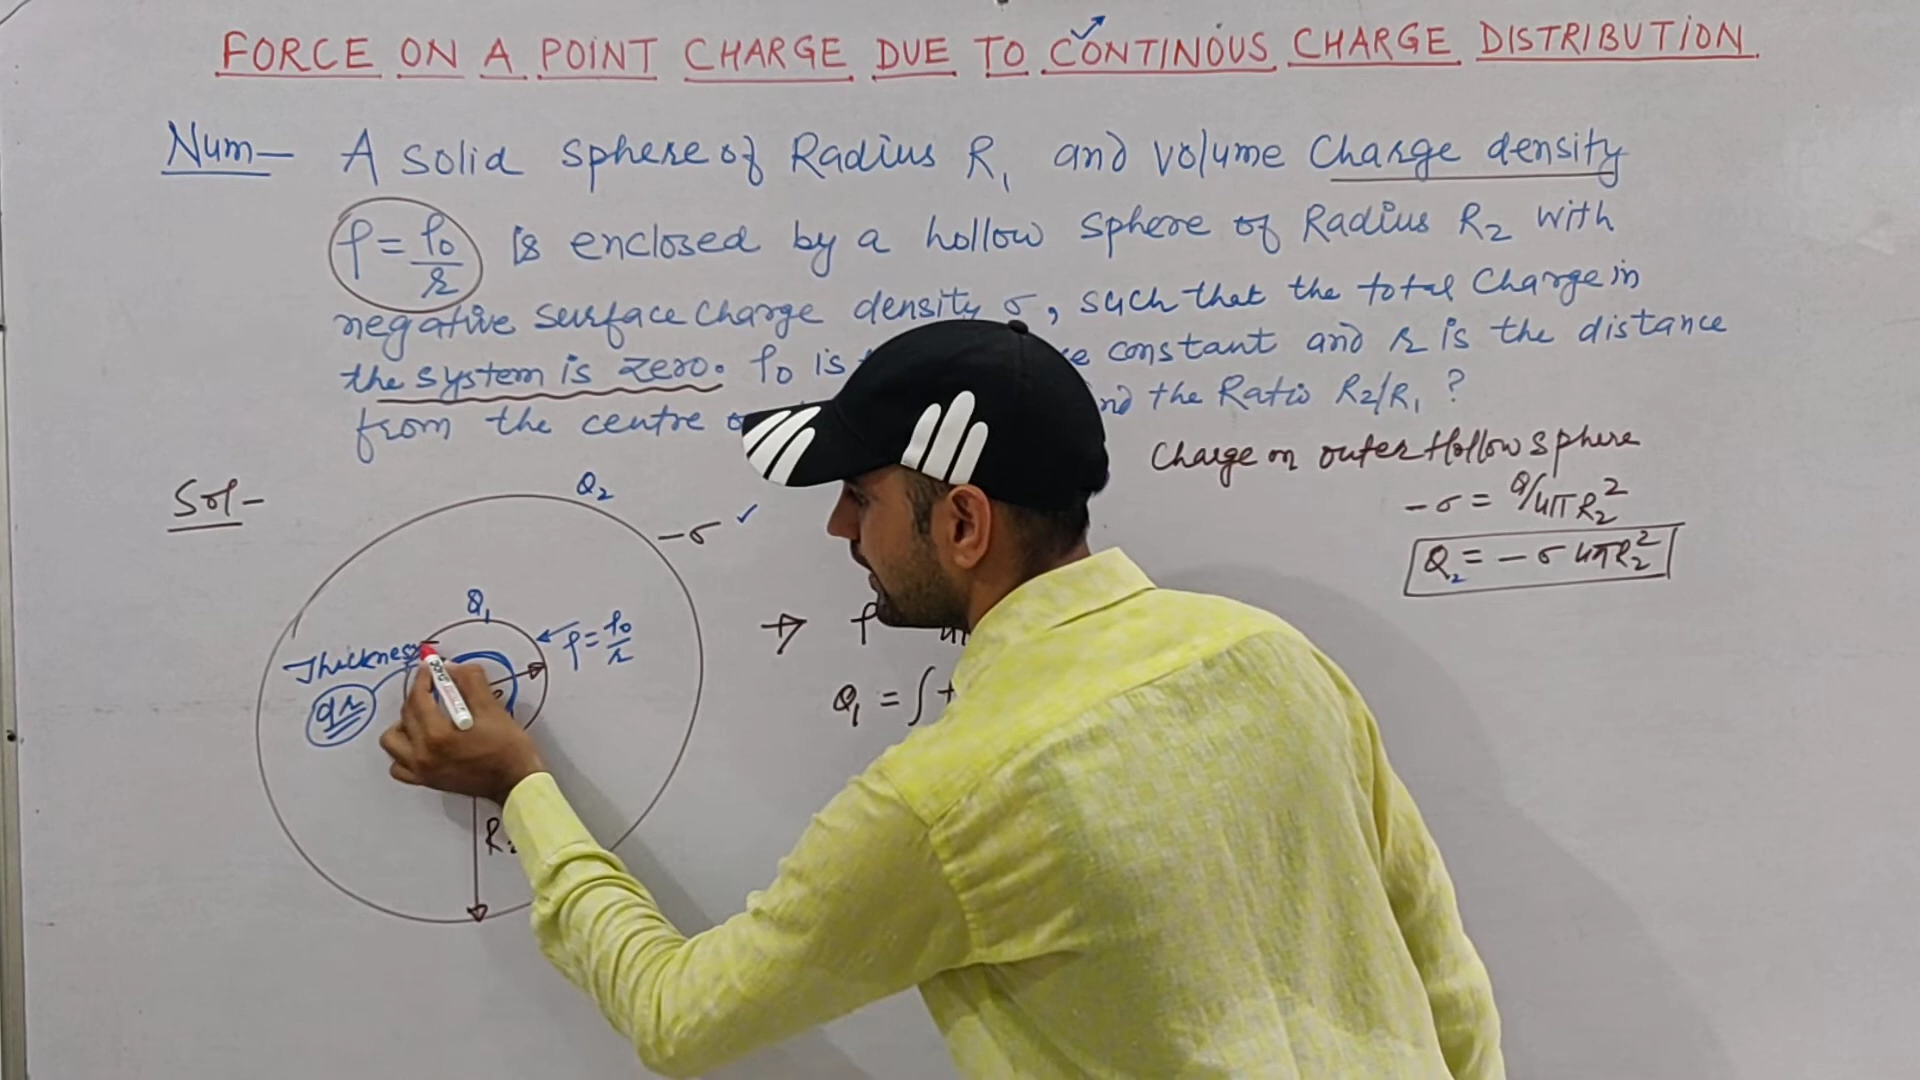 FORCE ON A POINT CHARGE DUE TO CONTINOUS CHARGE DISTRIBUTION
Num- A solid sphere of Radius R₁ and volume Charge density
ρ = ρ₀/r is enclosed by a hollow sphere of Radius R₂ with
negative surface charge density σ, such that the total Charge in
the system is zero. ρ₀ is constant and r is the distance
from the centre the Ratio R₂/R₁ ?
Charge on outer Hollow sphere
-σ = Q/4πR₂²
Q₂ = -σ 4πR₂²
Sol-
Q₂
-σ
Q₁
ρ = ρ₀/r
Thickness
dr
R₂
→ ρ
Q₁ = ∫